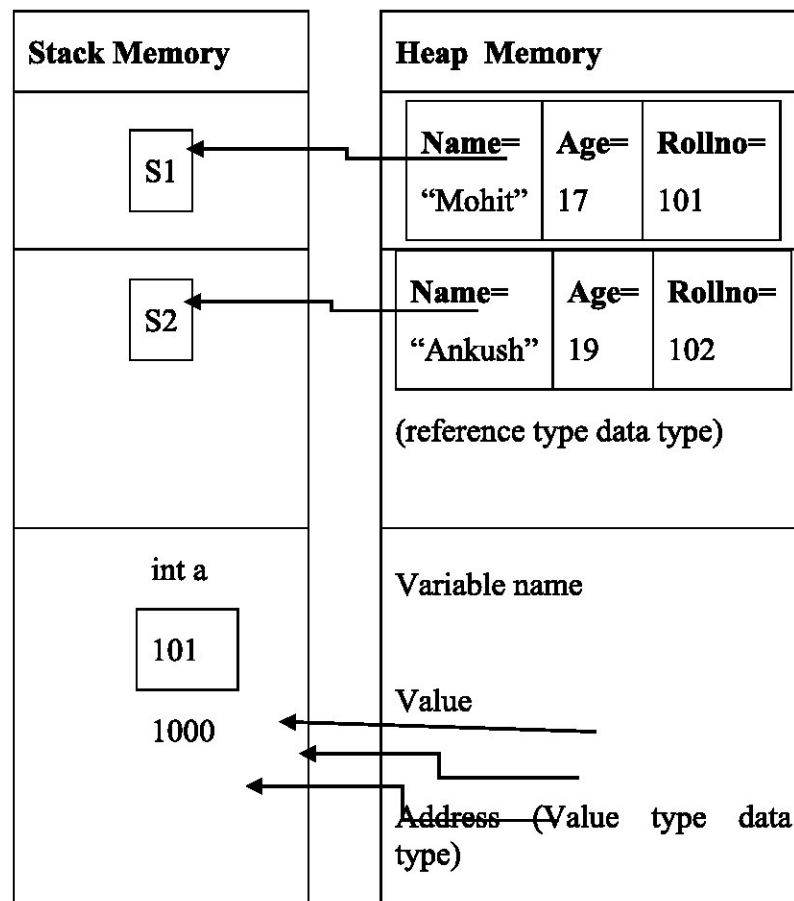 Stack Memory
Heap Memory
S1
Name= Age= Rollno=
“Mohit” 17 101
S2
Name= Age= Rollno=
“Ankush” 19 102
(reference type data type)
int a
101
1000
Variable name
Value
Address (Value type data
type)